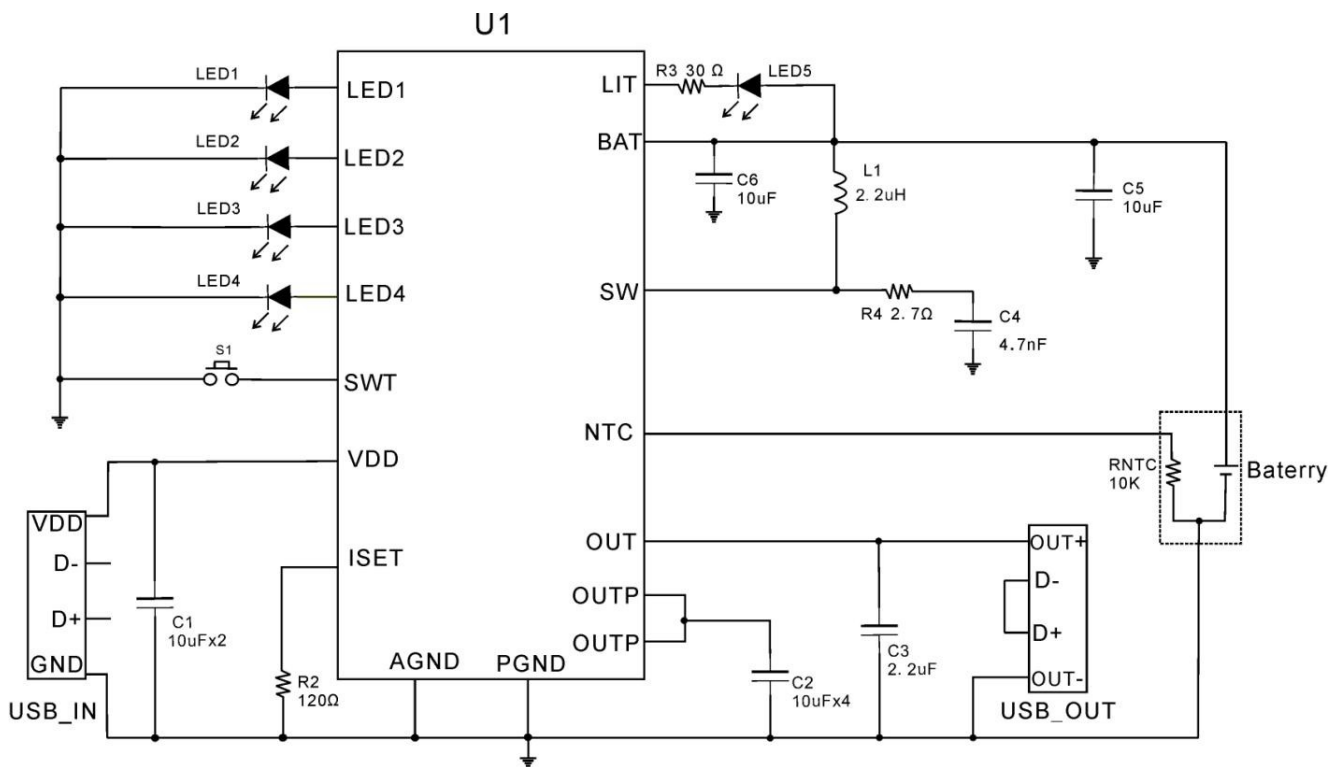 U1
LED1
LED1
LED2
LED2
LED3
LED3
LED4
LED4
S1
SWT
VDD
VDD
D-
D+
GND
USB_IN
C1
10uFx2
ISET
R2
120Ω
AGND
PGND
LIT
R3 30 Ω
LED5
BAT
C6
10uF
L1
2.2uH
C5
10uF
SW
R4 2.7Ω
C4
4.7nF
NTC
RNTC
10K
Baterry
OUT
OUTP
OUTP
C2
10uFx4
C3
2.2uF
OUT+
D-
D+
OUT-
USB_OUT